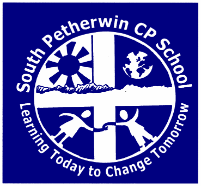 South Petherwin CP School
Learning Today to Change Tomorrow